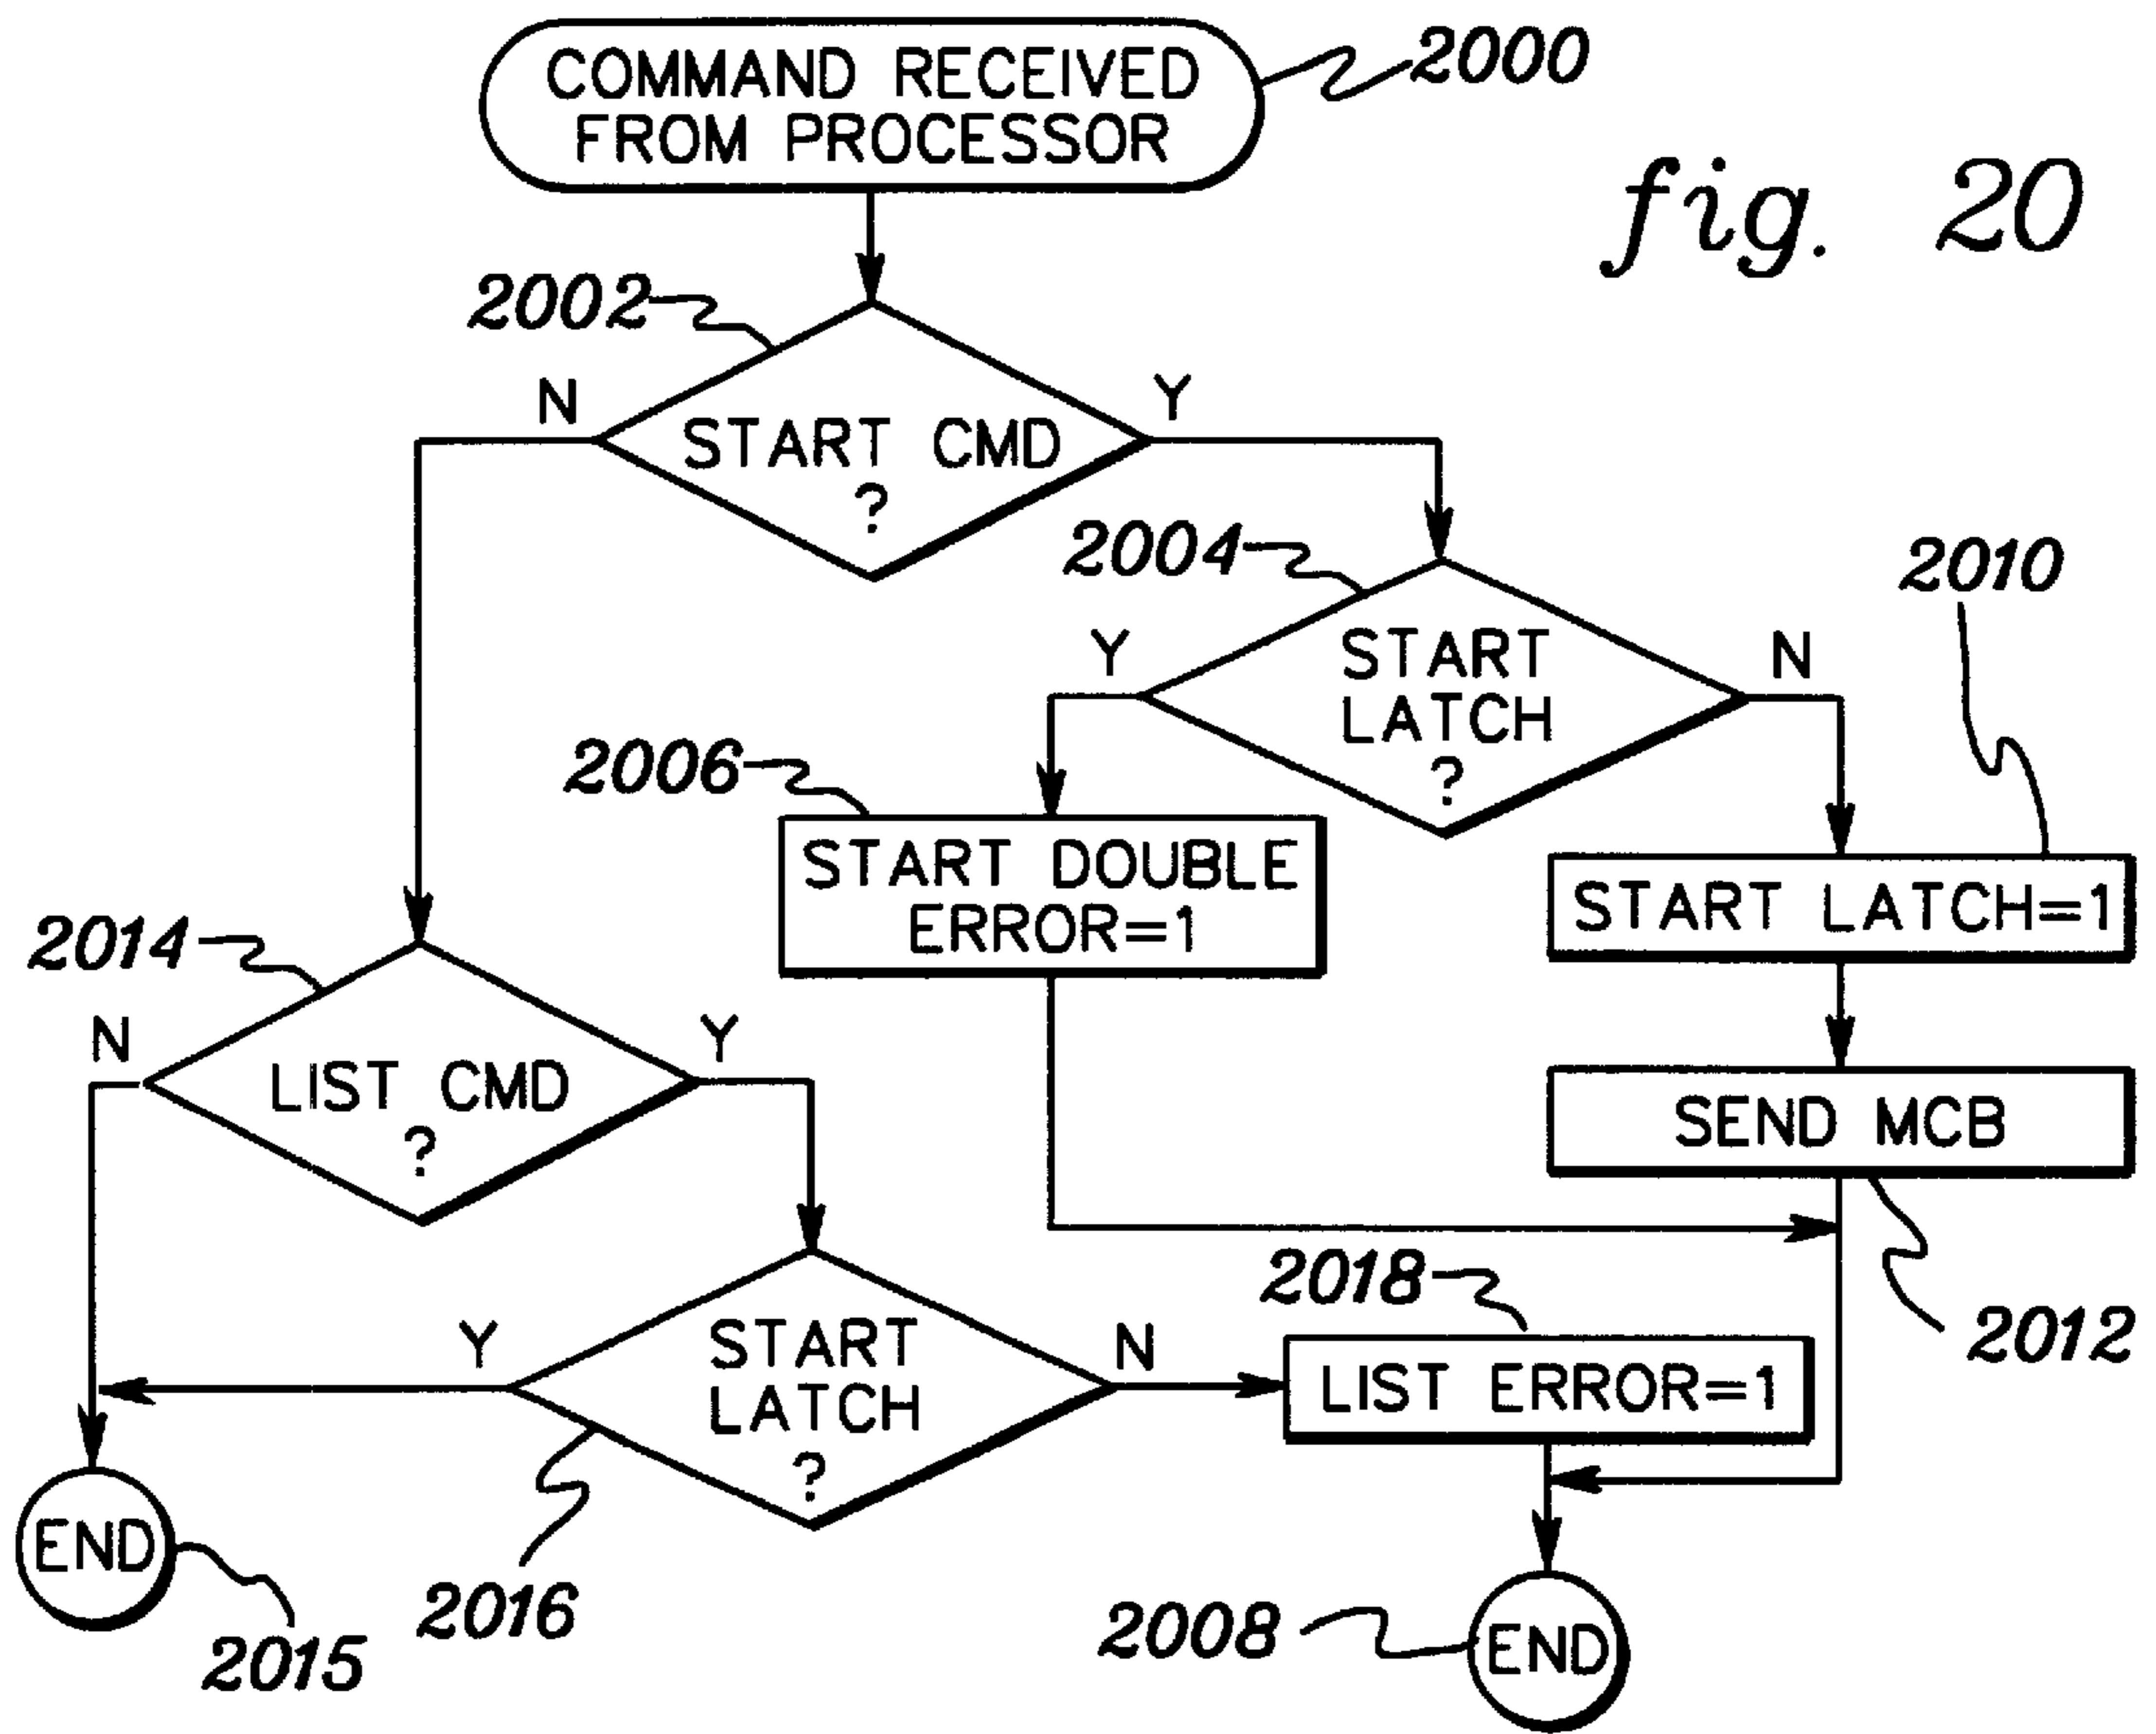 COMMAND RECEIVED
FROM PROCESSOR
2000
fig. 20
2002
N
START CMD
?
Y
2004
2010
Y
START
LATCH
?
N
2006
START DOUBLE
ERROR=1
START LATCH=1
2014
N
LIST CMD
?
Y
SEND MCB
2012
2018
Y
START
LATCH
?
N
LIST ERROR=1
END
2015
2016
2008
END